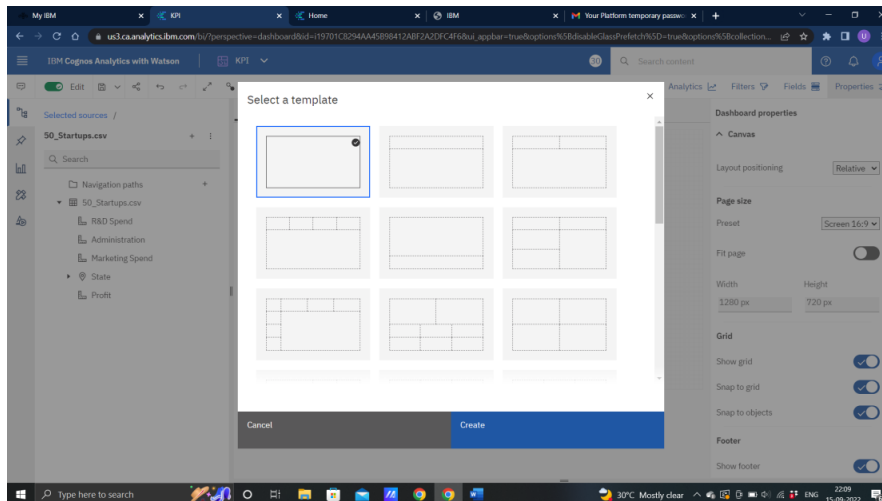 My IBM
KPI
Home
IBM
Your Platform temporary passwo
us3.ca.analytics.ibm.com/bi/?perspective=dashboard&id=i19701C8294AA45B98412ABF2A2DFC4F6&ui_appbar=true&options%5BdisableGlassPrefetch%5D=true&options%5Bcollection...
IBM Cognos Analytics with Watson
KPI
30
Search content
Edit
Analytics
Filters
Fields
Properties
Selected sources /
50_Startups.csv
Search
Navigation paths
50_Startups.csv
R&D Spend
Administration
Marketing Spend
State
Profit
Select a template
Cancel
Create
Dashboard properties
Canvas
Layout positioning
Relative
Page size
Preset
Screen 16:9
Fit page
Width
Height
1280 px
720 px
Grid
Show grid
Snap to grid
Snap to objects
Footer
Show footer
Type here to search
30°C Mostly clear
ENG
22:09
15-09-2022